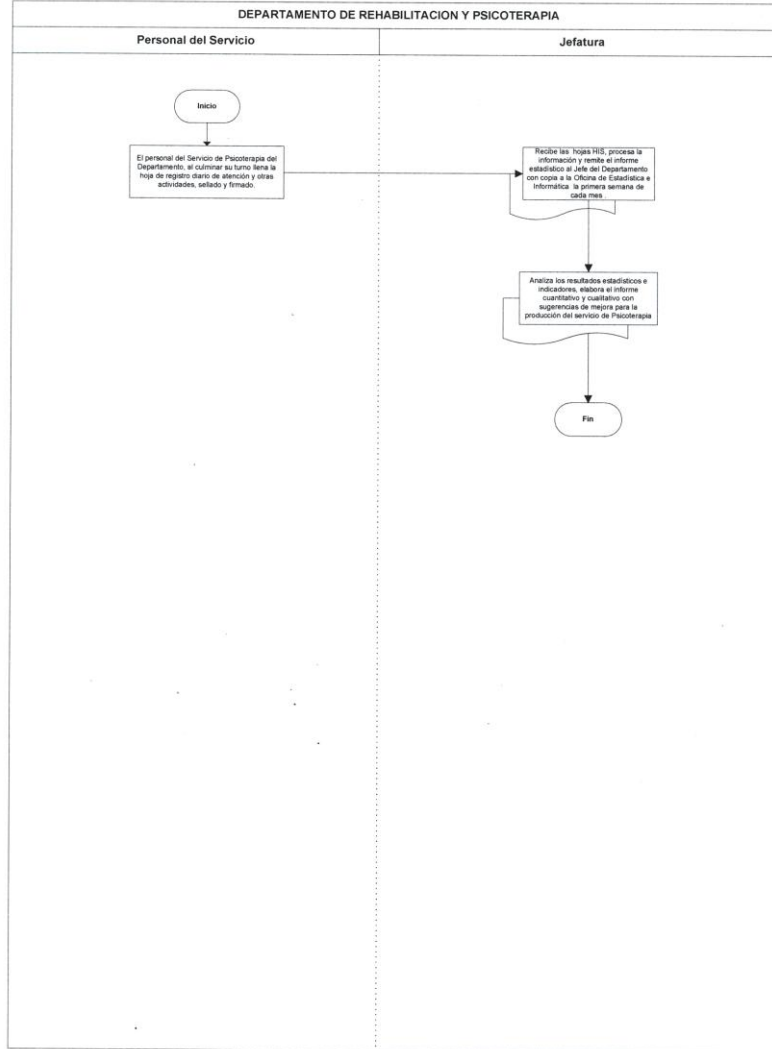 DEPARTAMENTO DE REHABILITACION Y PSICOTERAPIA
Personal del Servicio
Jefatura
Inicio
El personal del Servicio de Psicoterapia del
Departamento, al culminar su turno llena la
hoja de registro diario de atención y otras
actividades, sellado y firmado.
Recibe las hojas HIS, procesa la
información y remite el informe
estadístico al Jefe del Departamento
con copia a la Oficina de Estadística e
Informática la primera semana de
cada mes .
Analiza los resultados estadísticos e
indicadores, elabora el informe
cuantitativo y cualitativo con
sugerencias de mejora para la
producción del servicio de Psicoterapia
Fin